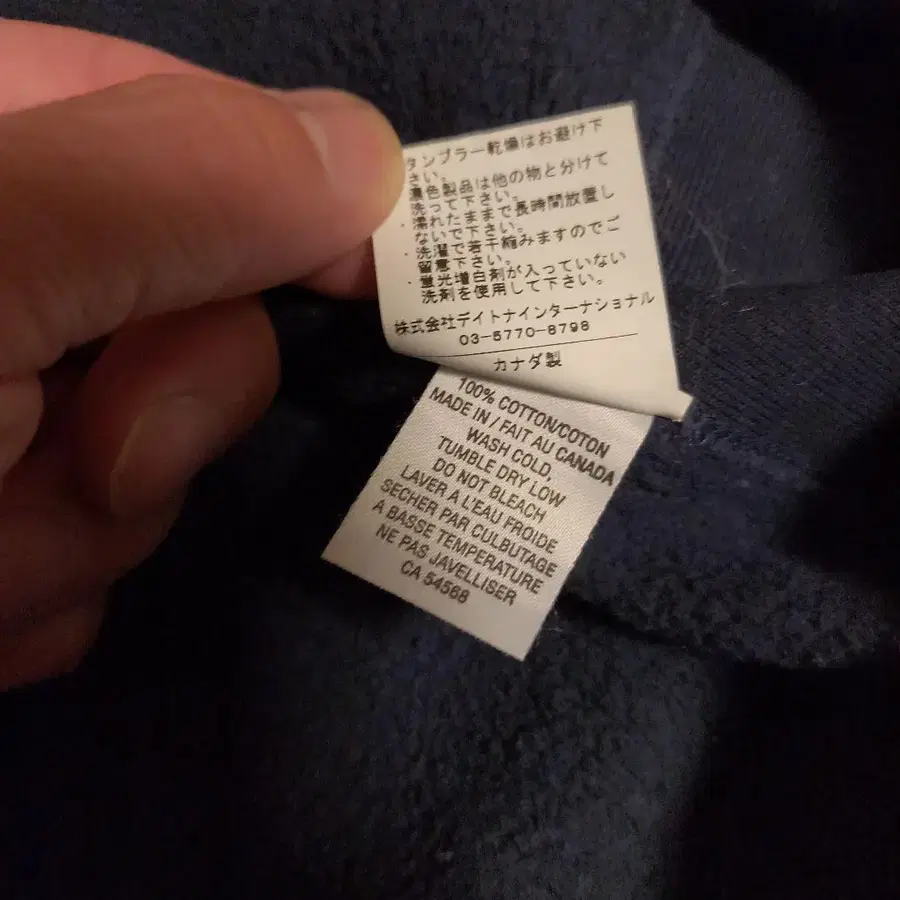 タンブラー乾燥はお避け下
さい。
濃色製品は他の物と分けて
洗って下さい。
・濡れたままで長時間放置し
ないで下さい。
・洗濯で若干縮みますのでご
留意下さい。
・蛍光増白剤が入っていない
洗剤を使用して下さい。
株式会社デイトナインターナショナル
03-5770-8798
カナダ製
100% COTTON/COTON
MADE IN / FAIT AU CANADA
WASH COLD,
TUMBLE DRY LOW
DO NOT BLEACH
LAVER A L'EAU FROIDE
SECHER PAR CULBUTAGE
A BASSE TEMPERATURE
NE PAS JAVELLISER
CA 54568